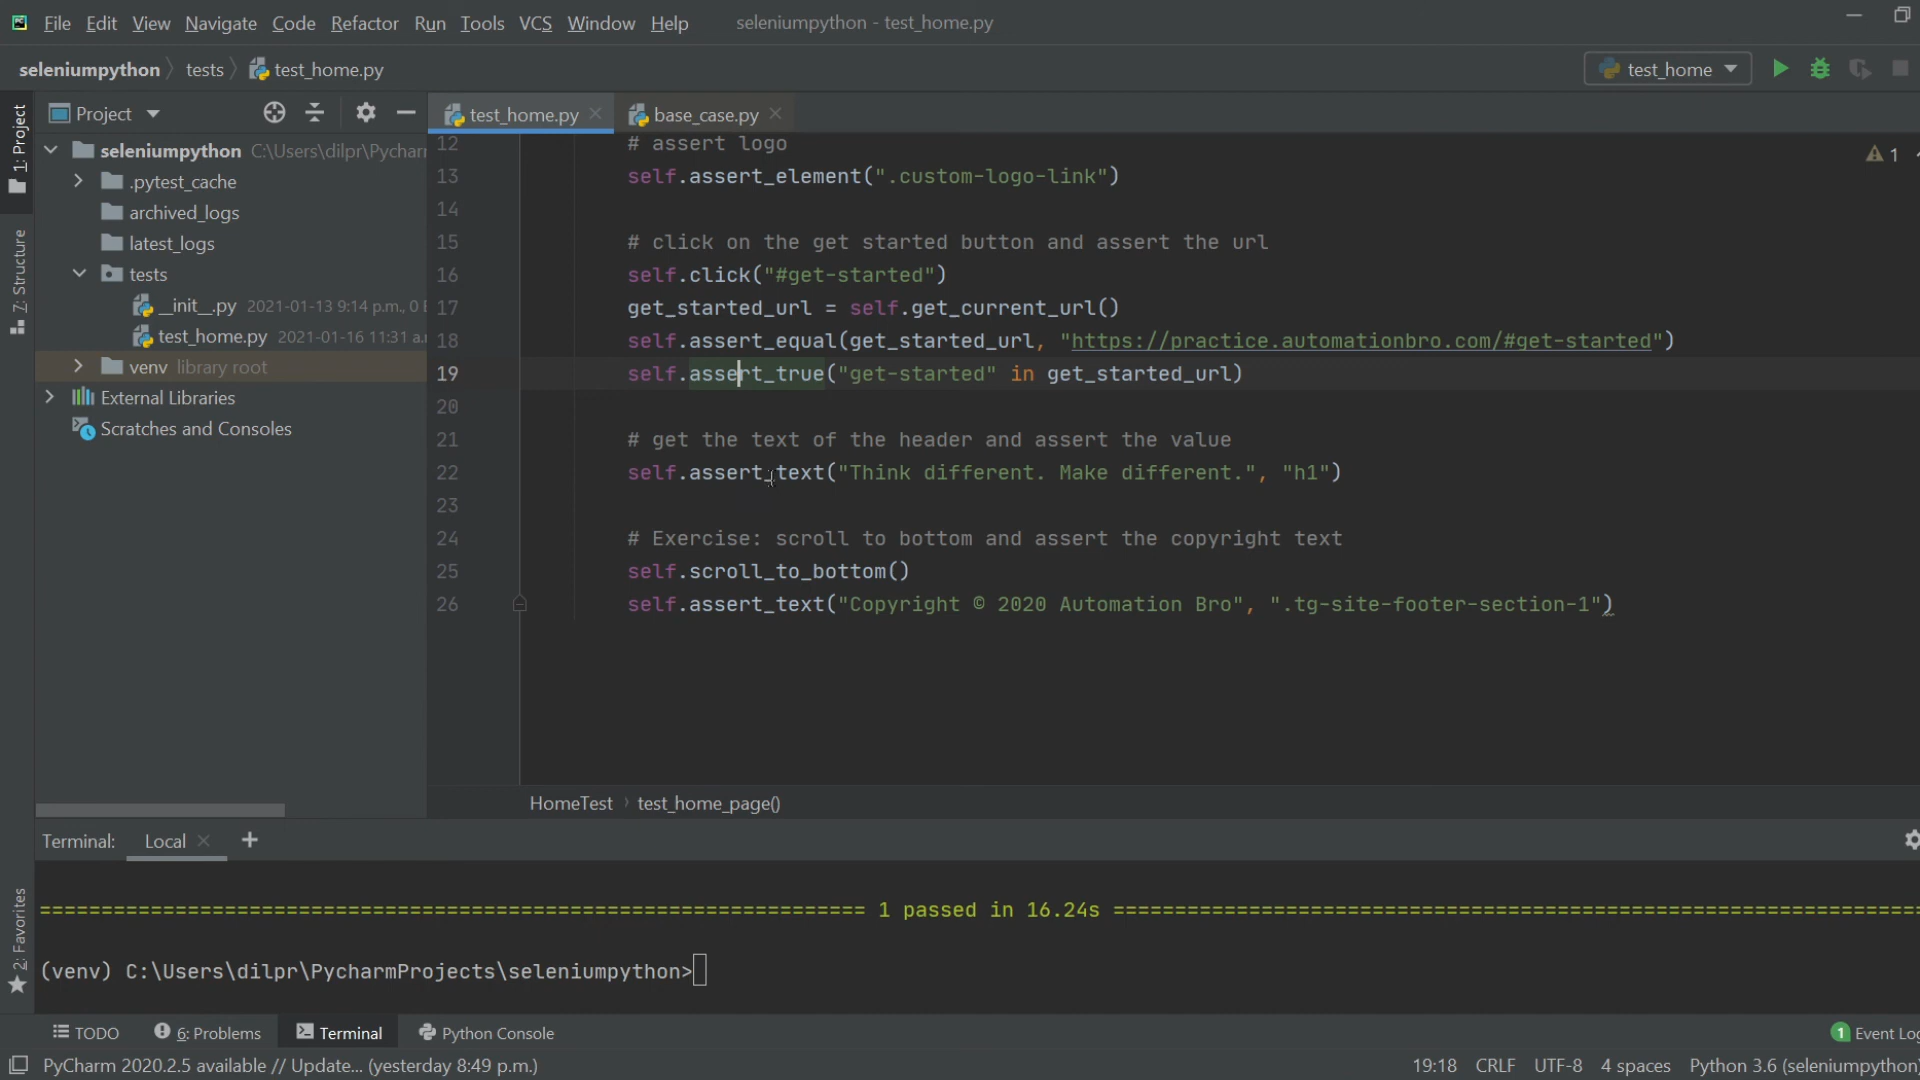 File Edit View Navigate Code Refactor Run Tools VCS Window Help seleniumpython - test_home.py
seleniumpython tests test_home.py test_home
1: Project
Project
test_home.py base_case.py
seleniumpython C:\Users\dilpr\Pycharr
.pytest_cache
archived_logs
latest_logs
tests
__init__.py 2021-01-13 9:14 p.m., 0 B
test_home.py 2021-01-16 11:31 a.
venv library root
External Libraries
Scratches and Consoles
7: Structure
12 # assert logo
1
13 self.assert_element(".custom-logo-link")
14
15 # click on the get started button and assert the url
16 self.click("#get-started")
17 get_started_url = self.get_current_url()
18 self.assert_equal(get_started_url, "https://practice.automationbro.com/#get-started")
19 self.assert_true("get-started" in get_started_url)
20
21 # get the text of the header and assert the value
22 self.assert_text("Think different. Make different.", "h1")
23
24 # Exercise: scroll to bottom and assert the copyright text
25 self.scroll_to_bottom()
26 self.assert_text("Copyright © 2020 Automation Bro", ".tg-site-footer-section-1")
HomeTest test_home_page()
Terminal: Local +
2: Favorites
=================================================================== 1 passed in 16.24s ==================================================================
(venv) C:\Users\dilpr\PycharmProjects\seleniumpython>
TODO 6: Problems Terminal Python Console 1 Event Log
PyCharm 2020.2.5 available // Update... (yesterday 8:49 p.m.) 19:18 CRLF UTF-8 4 spaces Python 3.6 (seleniumpython)